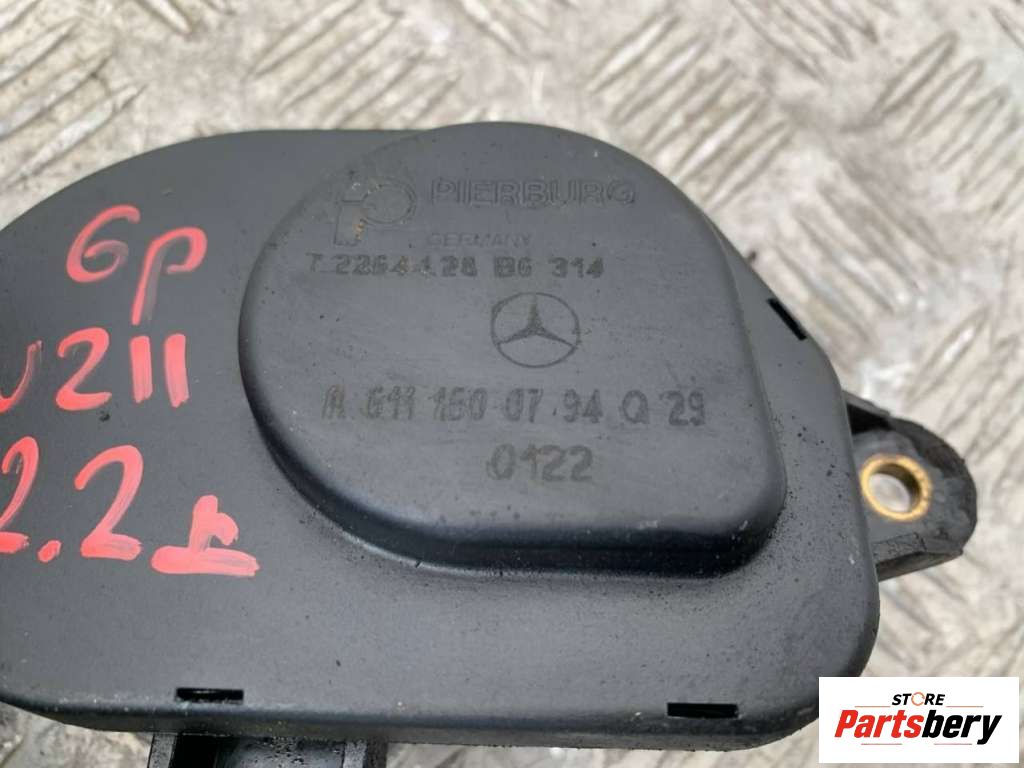 PIERBURG
GERMANY
7.22644.28 B6 314
A 611 150 07 94 Q 29
0122
6p
W211
2.2
STORE
Partsbery